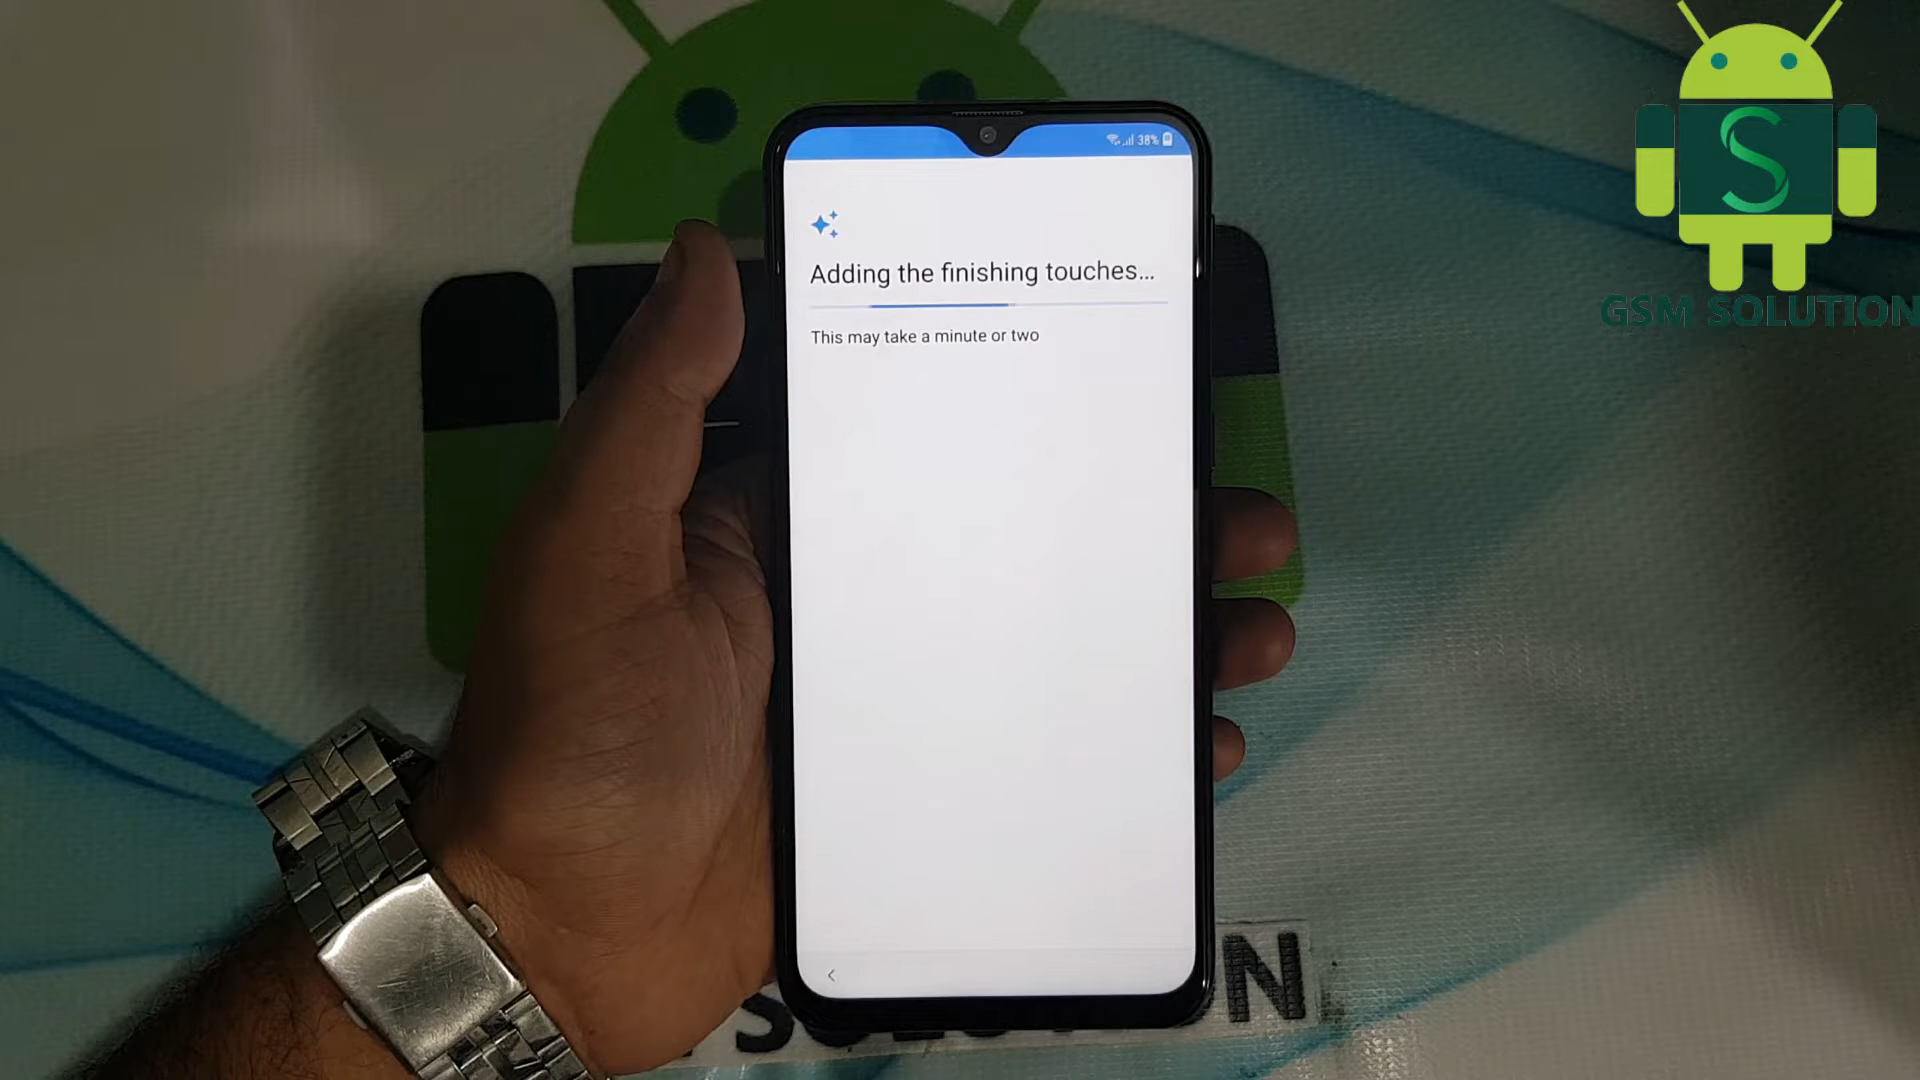 38%
Adding the finishing touches...
This may take a minute or two
S
GSM SOLUTION